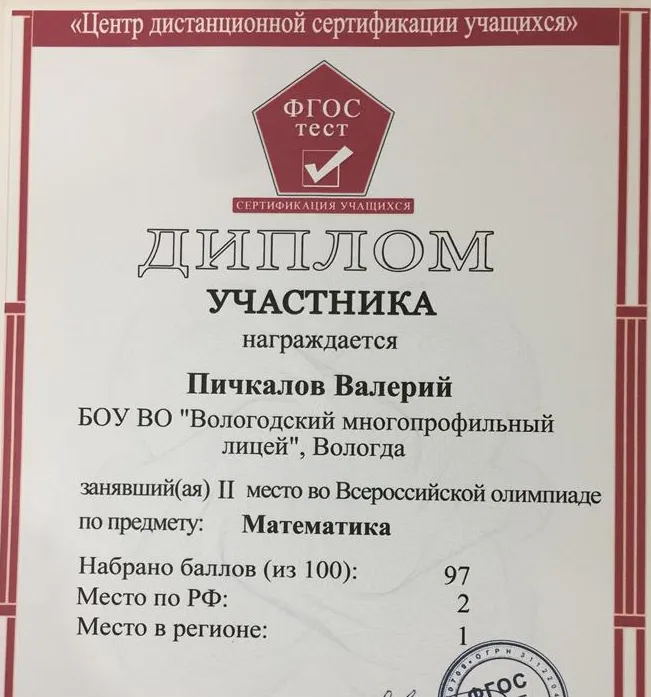 «Центр дистанционной сертификации учащихся»
ФГОС
тест
СЕРТИФИКАЦИЯ УЧАЩИХСЯ
ДИПЛОМ
УЧАСТНИКА
награждается
Пичкалов Валерий
БОУ ВО "Вологодский многопрофильный
лицей", Вологда
занявший(ая) II место во Всероссийской олимпиаде
по предмету: Математика
Набрано баллов (из 100): 97
Место по РФ: 2
Место в регионе: 1
ОГРН
ФГОС